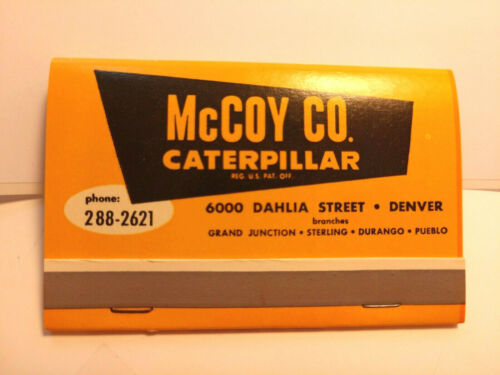 McCOY CO.
CATERPILLAR
REG. U.S. PAT. OFF.
phone:
288-2621
6000 DAHLIA STREET • DENVER
branches
GRAND JUNCTION • STERLING • DURANGO • PUEBLO